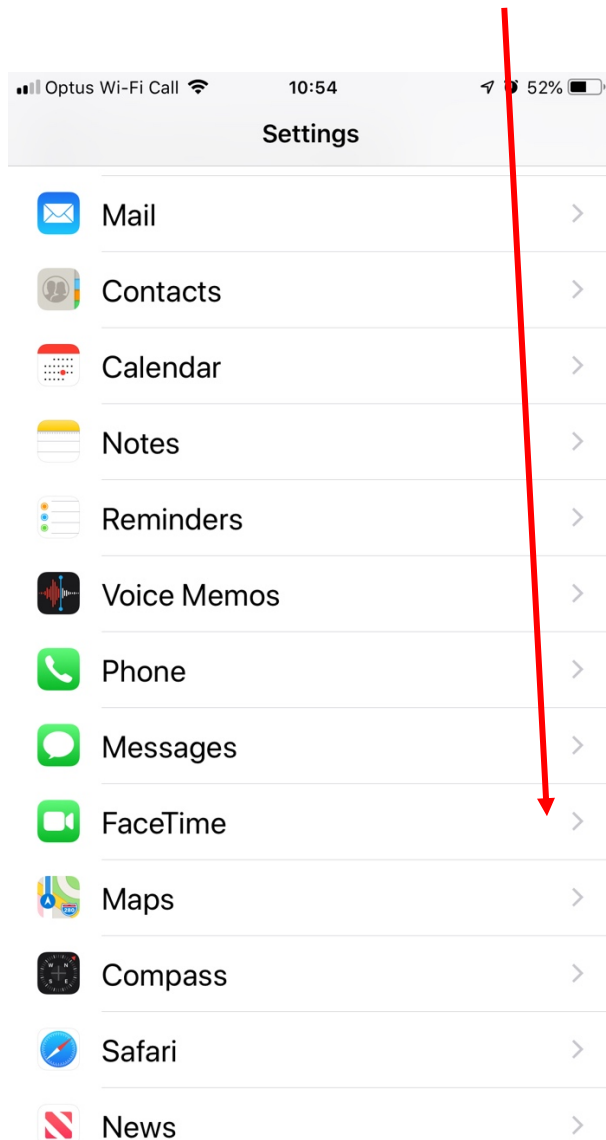 Optus Wi-Fi Call 10:54 52%
Settings
Mail
Contacts
Calendar
Notes
Reminders
Voice Memos
Phone
Messages
FaceTime
280
Maps
W N
S E
Compass
Safari
News